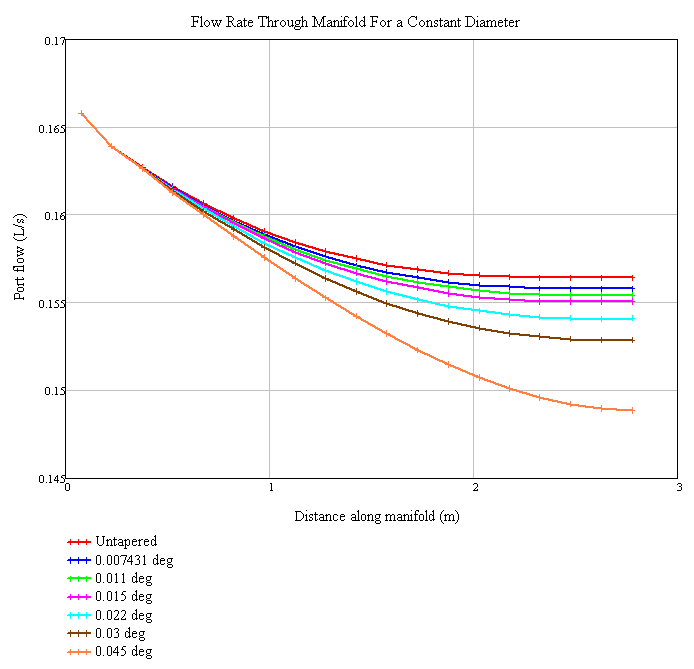 Flow Rate Through Manifold For a Constant Diameter
0.17
0.165
0.16
0.155
0.15
0.145
Port flow (L/s)
0 1 2 3
Distance along manifold (m)
Untapered
0.007431 deg
0.011 deg
0.015 deg
0.022 deg
0.03 deg
0.045 deg